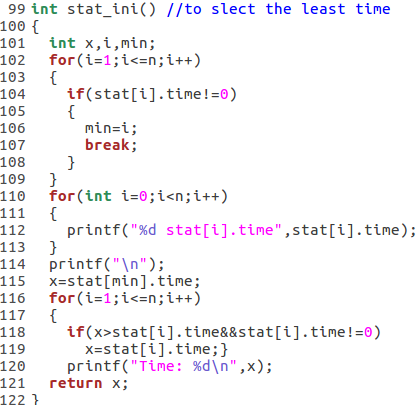 99 int stat_ini() //to slect the least time
100 {
101   int x,i,min;
102   for(i=1;i<=n;i++)
103   {
104     if(stat[i].time!=0)
105     {
106       min=i;
107       break;
108     }
109   }
110   for(int i=0;i<n;i++)
111   {
112     printf("%d stat[i].time",stat[i].time);
113   }
114   printf("\n");
115   x=stat[min].time;
116   for(i=1;i<=n;i++)
117   {
118     if(x>stat[i].time&&stat[i].time!=0)
119       x=stat[i].time;}
120     printf("Time: %d\n",x);
121   return x;
122 }